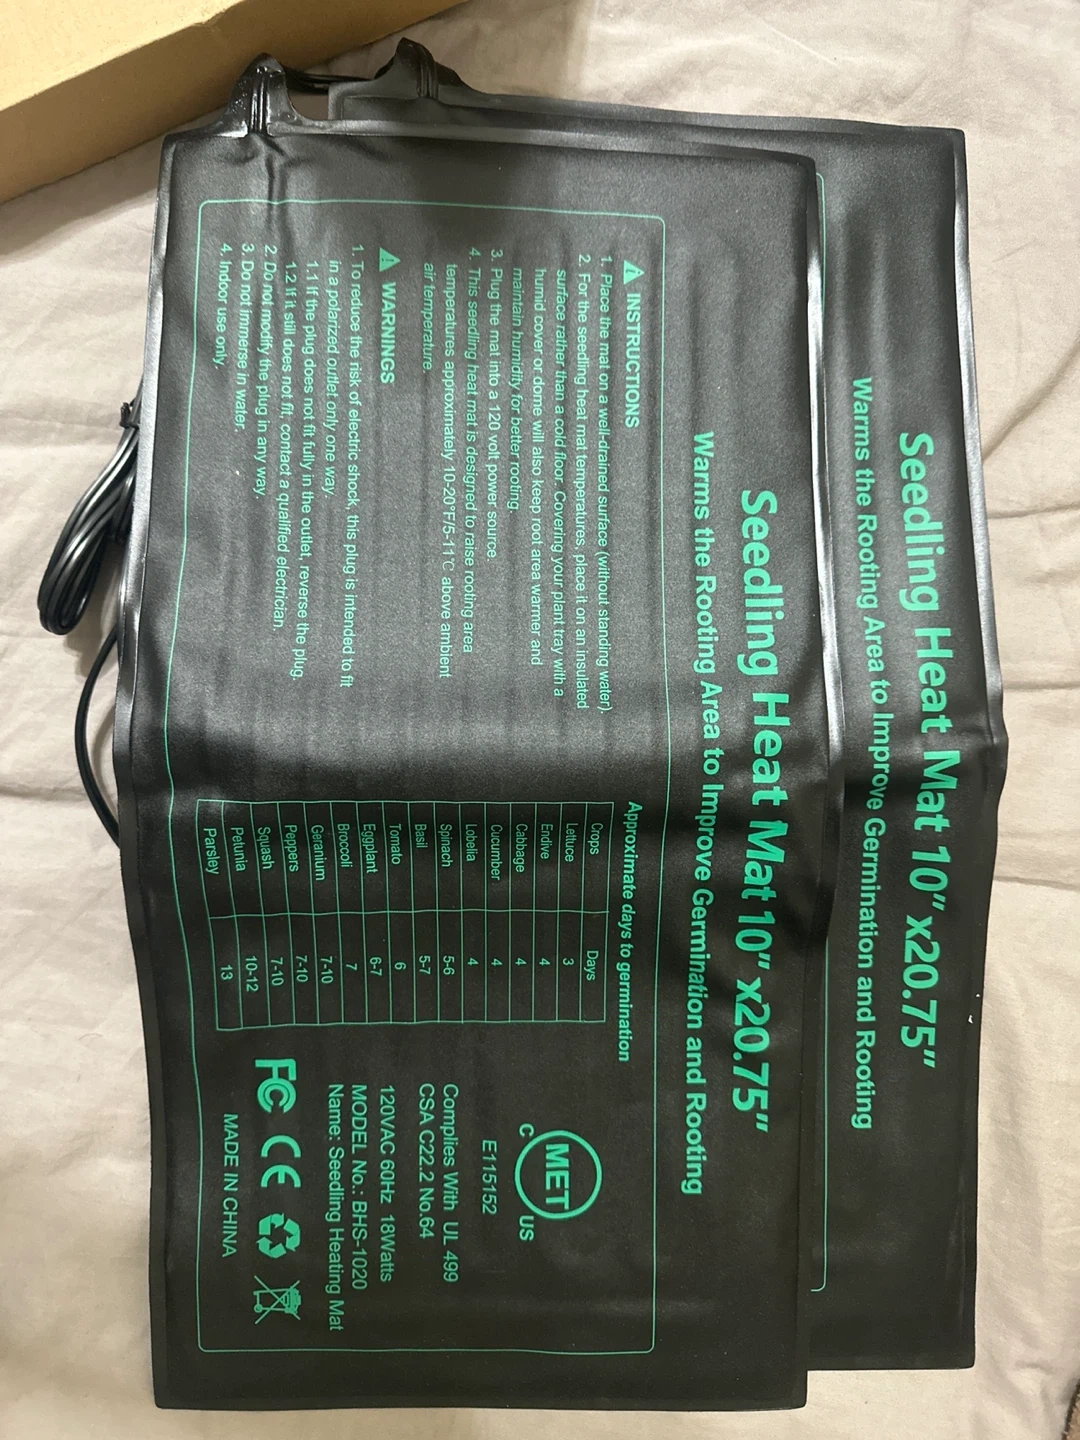 Seedling Heat Mat 10" x20.75"
Warms the Rooting Area to Improve Germination and Rooting
Seedling Heat Mat 10" x20.75"
Warms the Rooting Area to Improve Germination and Rooting
INSTRUCTIONS
1. Place the mat on a well-drained surface (without standing water).
2. For the seedling heat mat temperatures, place it on an insulated
surface rather than a cold floor. Covering your plant tray with a
humid cover or dome will also keep root area warmer and
maintain humidity for better rooting.
3. Plug the mat into a 120 volt power source.
4. This seedling heat mat is designed to raise rooting area
temperatures approximately 10-20°F/5-11℃ above ambient
air temperature.
WARNINGS
1. To reduce the risk of electric shock, this plug is intended to fit
in a polarized outlet only one way.
1.1 If the plug does not fit fully in the outlet, reverse the plug.
1.2 If it still does not fit, contact a qualified electrician.
2. Do not modify the plug in any way.
3. Do not immerse in water.
4. Indoor use only.
Approximate days to germination
Crops Days
Lettuce 3
Endive 4
Cabbage 4
Cucumber 4
Lobelia 4
Spinach 5-6
Basil 5-7
Tomato 6
Eggplant 6-7
Broccoli 7
Geranium 7-10
Peppers 7-10
Squash 7-10
Petunia 10-12
Parsley 13
MET
C US
E115152
Complies With UL 499
CSA C22.2 No.64
120VAC 60Hz 18Watts
MODEL No.: BHS-1020
Name: Seedling Heating Mat
FC CE
MADE IN CHINA